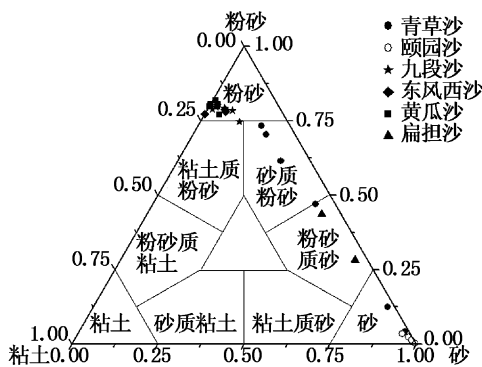 粉砂
0.00
1.00
青草沙
颐园沙
九段沙
东风西沙
黄瓜沙
扁担沙
粉砂
0.25
0.75
粘土质
粉砂
砂质
粉砂
0.50
0.50
粉砂质
粘土
粉砂
质砂
0.75
0.25
粘土
砂质粘土
粘土质砂
砂
1.00
0.00
粘土
0.00
0.25
0.50
0.75
1.00
砂